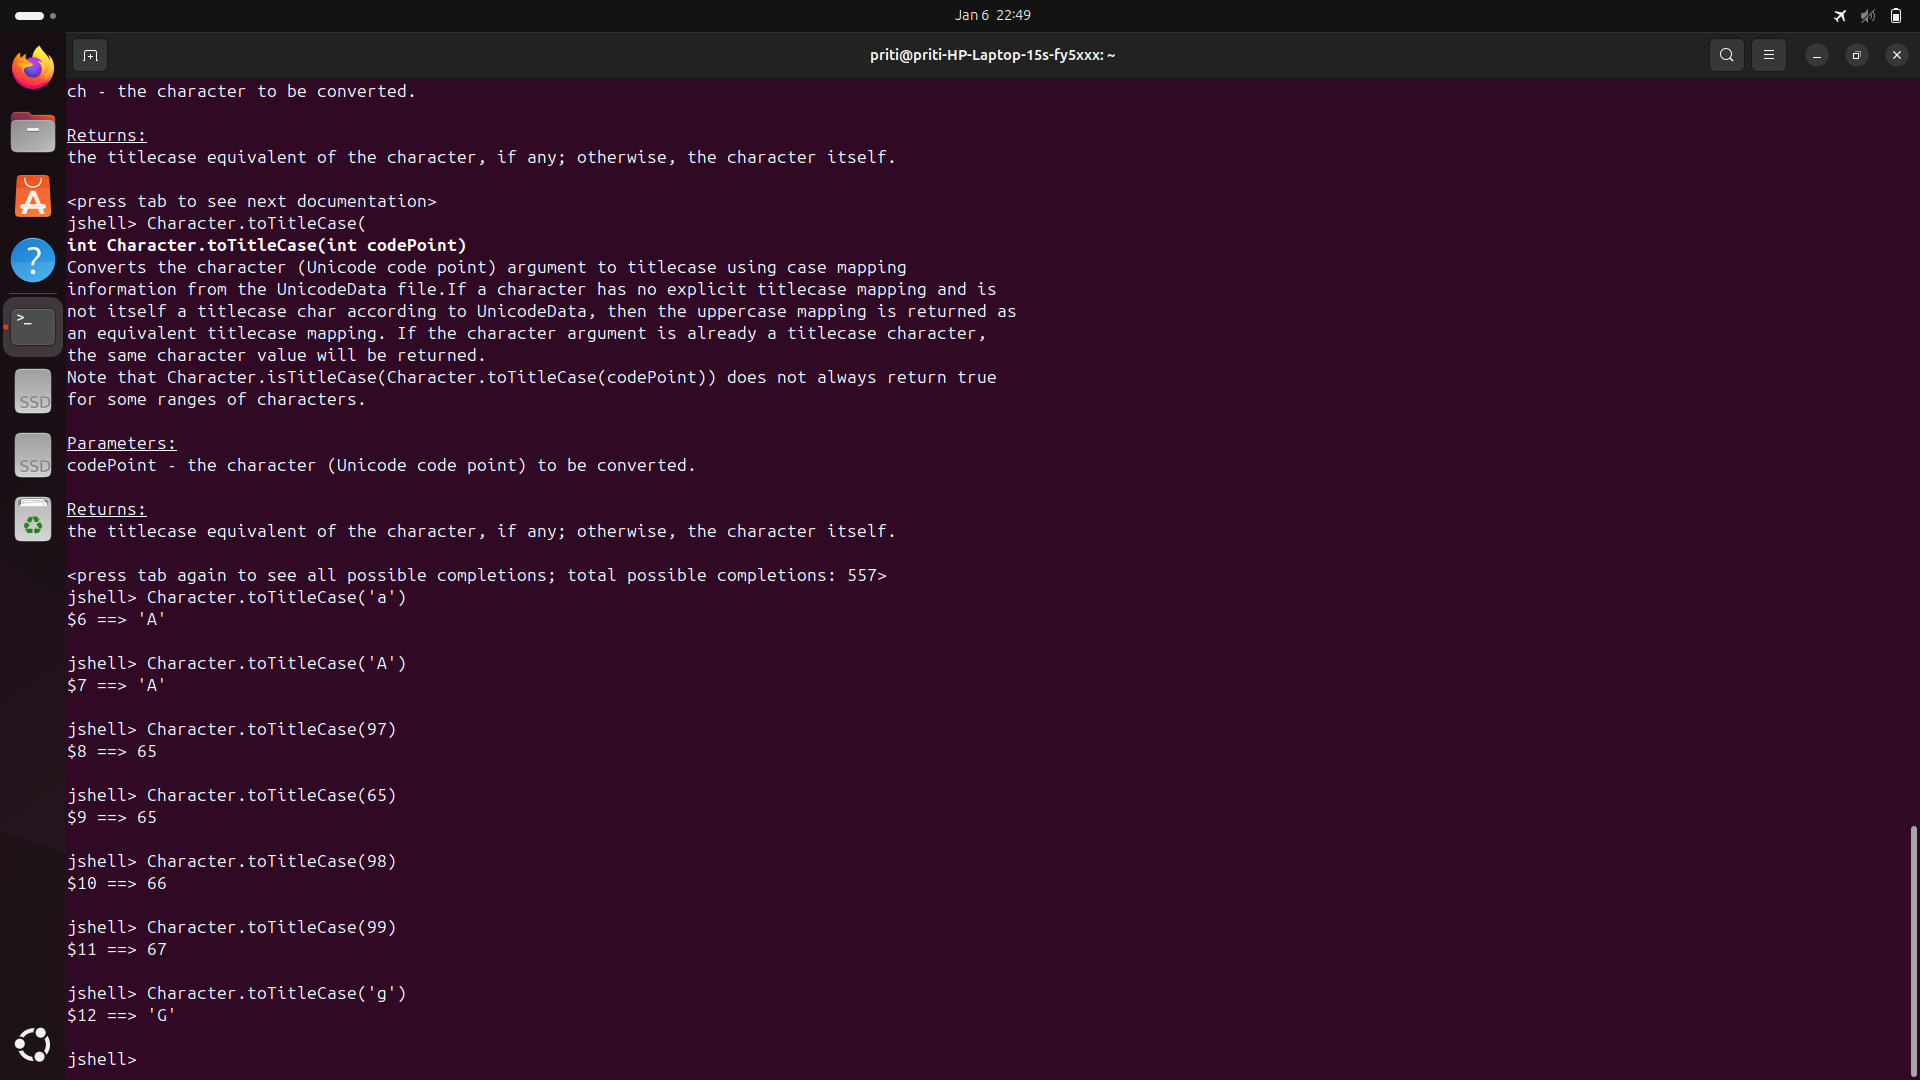 Jan 6 22:49
priti@priti-HP-Laptop-15s-fy5xxx: ~
ch - the character to be converted.
Returns:
the titlecase equivalent of the character, if any; otherwise, the character itself.
<press tab to see next documentation>
jshell> Character.toTitleCase(
int Character.toTitleCase(int codePoint)
Converts the character (Unicode code point) argument to titlecase using case mapping
information from the UnicodeData file.If a character has no explicit titlecase mapping and is
not itself a titlecase char according to UnicodeData, then the uppercase mapping is returned as
an equivalent titlecase mapping. If the character argument is already a titlecase character,
the same character value will be returned.
Note that Character.isTitleCase(Character.toTitleCase(codePoint)) does not always return true
for some ranges of characters.
Parameters:
codePoint - the character (Unicode code point) to be converted.
Returns:
the titlecase equivalent of the character, if any; otherwise, the character itself.
<press tab again to see all possible completions; total possible completions: 557>
jshell> Character.toTitleCase('a')
$6 ==> 'A'
jshell> Character.toTitleCase('A')
$7 ==> 'A'
jshell> Character.toTitleCase(97)
$8 ==> 65
jshell> Character.toTitleCase(65)
$9 ==> 65
jshell> Character.toTitleCase(98)
$10 ==> 66
jshell> Character.toTitleCase(99)
$11 ==> 67
jshell> Character.toTitleCase('g')
$12 ==> 'G'
jshell>
A
?
>_
SSD
SSD